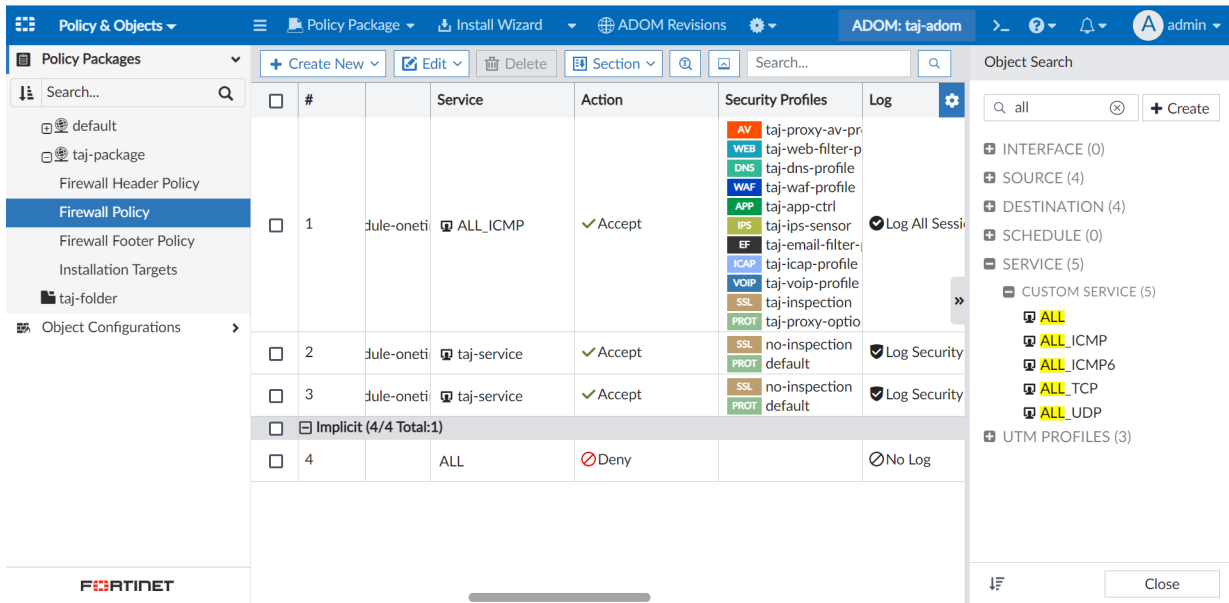 Policy & Objects
Policy Package
Install Wizard
ADOM Revisions
ADOM: taj-adom
A admin
Policy Packages
Search...
default
taj-package
Firewall Header Policy
Firewall Policy
Firewall Footer Policy
Installation Targets
taj-folder
Object Configurations
FORTINET
Create New
Edit
Delete
Section
Search...
# Service Action Security Profiles Log
1 dule-oneti ALL_ICMP Accept
AV taj-proxy-av-pr
WEB taj-web-filter-p
DNS taj-dns-profile
WAF taj-waf-profile
APP taj-app-ctrl
IPS taj-ips-sensor
EF taj-email-filter-
ICAP taj-icap-profile
VOIP taj-voip-profile
SSL taj-inspection
PROT taj-proxy-optio
Log All Sessi
2 dule-oneti taj-service Accept
SSL no-inspection
PROT default
Log Security
3 dule-oneti taj-service Accept
SSL no-inspection
PROT default
Log Security
Implicit (4/4 Total:1)
4 ALL Deny No Log
Object Search
all
Create
INTERFACE (0)
SOURCE (4)
DESTINATION (4)
SCHEDULE (0)
SERVICE (5)
CUSTOM SERVICE (5)
ALL
ALL_ICMP
ALL_ICMP6
ALL_TCP
ALL_UDP
UTM PROFILES (3)
Close